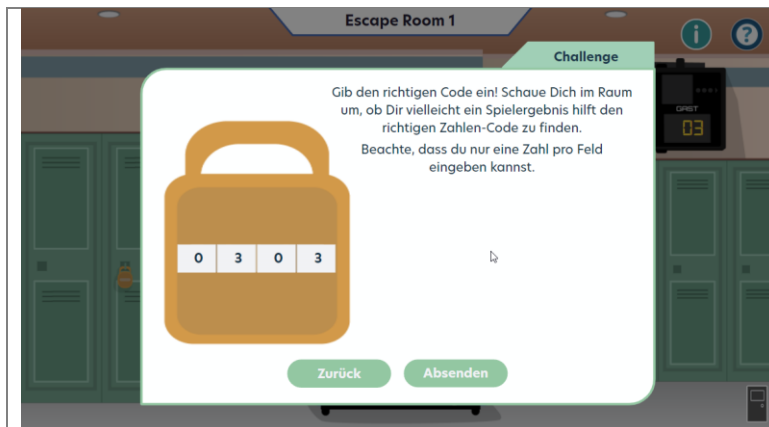 Escape Room 1
i
?
Challenge
Gib den richtigen Code ein! Schaue Dich im Raum
um, ob Dir vielleicht ein Spielergebnis hilft den
richtigen Zahlen-Code zu finden.
Beachte, dass du nur eine Zahl pro Feld
eingeben kannst.
GAST
03
0 3 0 3
Zurück
Absenden